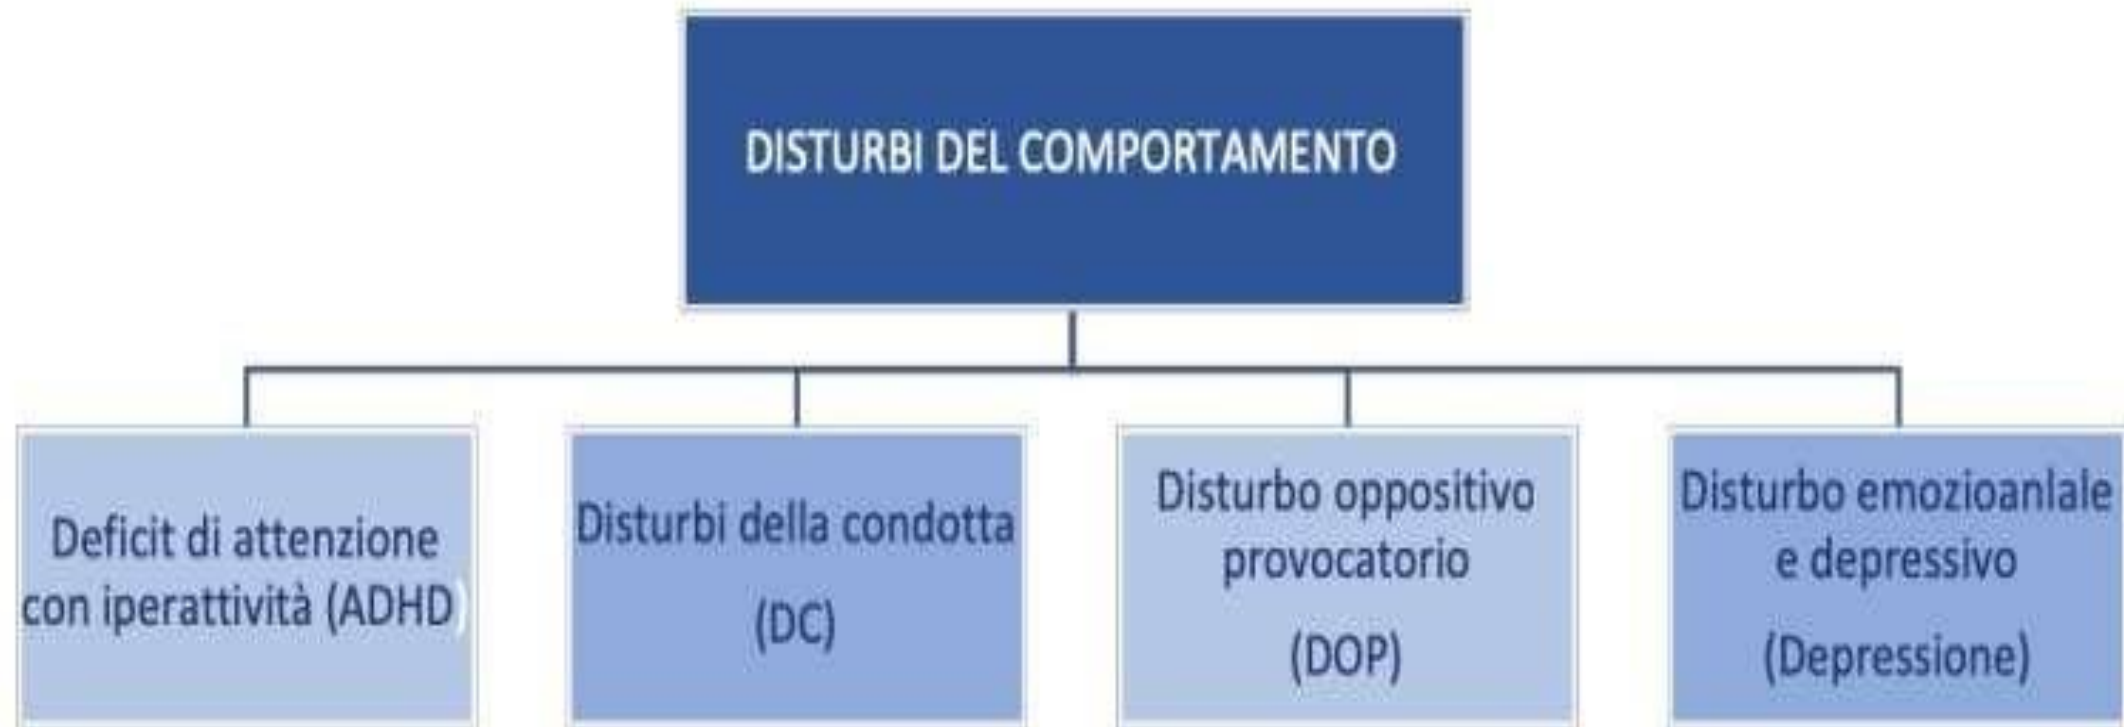 DISTURBI DEL COMPORTAMENTO
Deficit di attenzione
con iperattività (ADHD)
Disturbi della condotta
(DC)
Disturbo oppositivo
provocatorio
(DOP)
Disturbo emozioanlale
e depressivo
(Depressione)